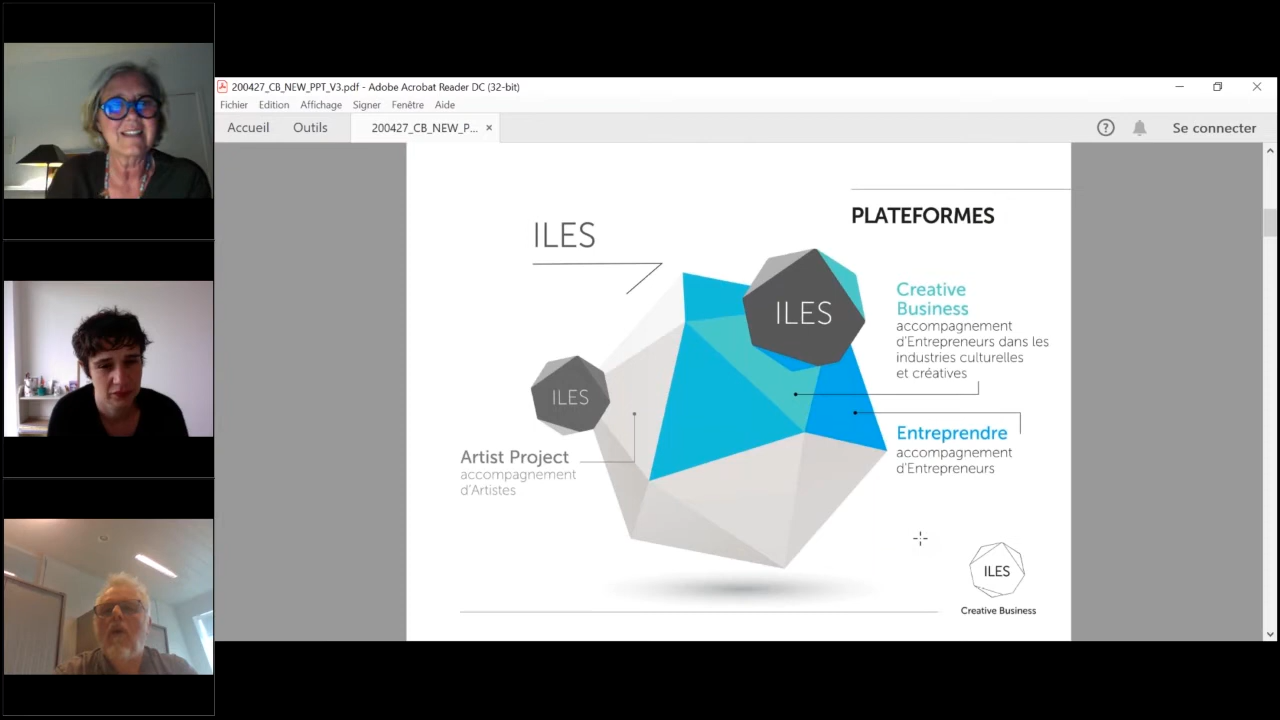 200427_CB_NEW_PPT_V3.pdf - Adobe Acrobat Reader DC (32-bit)
Fichier Edition Affichage Signer Fenêtre Aide
Accueil Outils 200427_CB_NEW_P... × Se connecter
PLATEFORMES
ILES
ILES
Creative
Business
accompagnement
d'Entrepreneurs dans les
industries culturelles
et créatives
ILES
Artist Project
accompagnement
d'Artistes
Entreprendre
accompagnement
d'Entrepreneurs
ILES
Creative Business